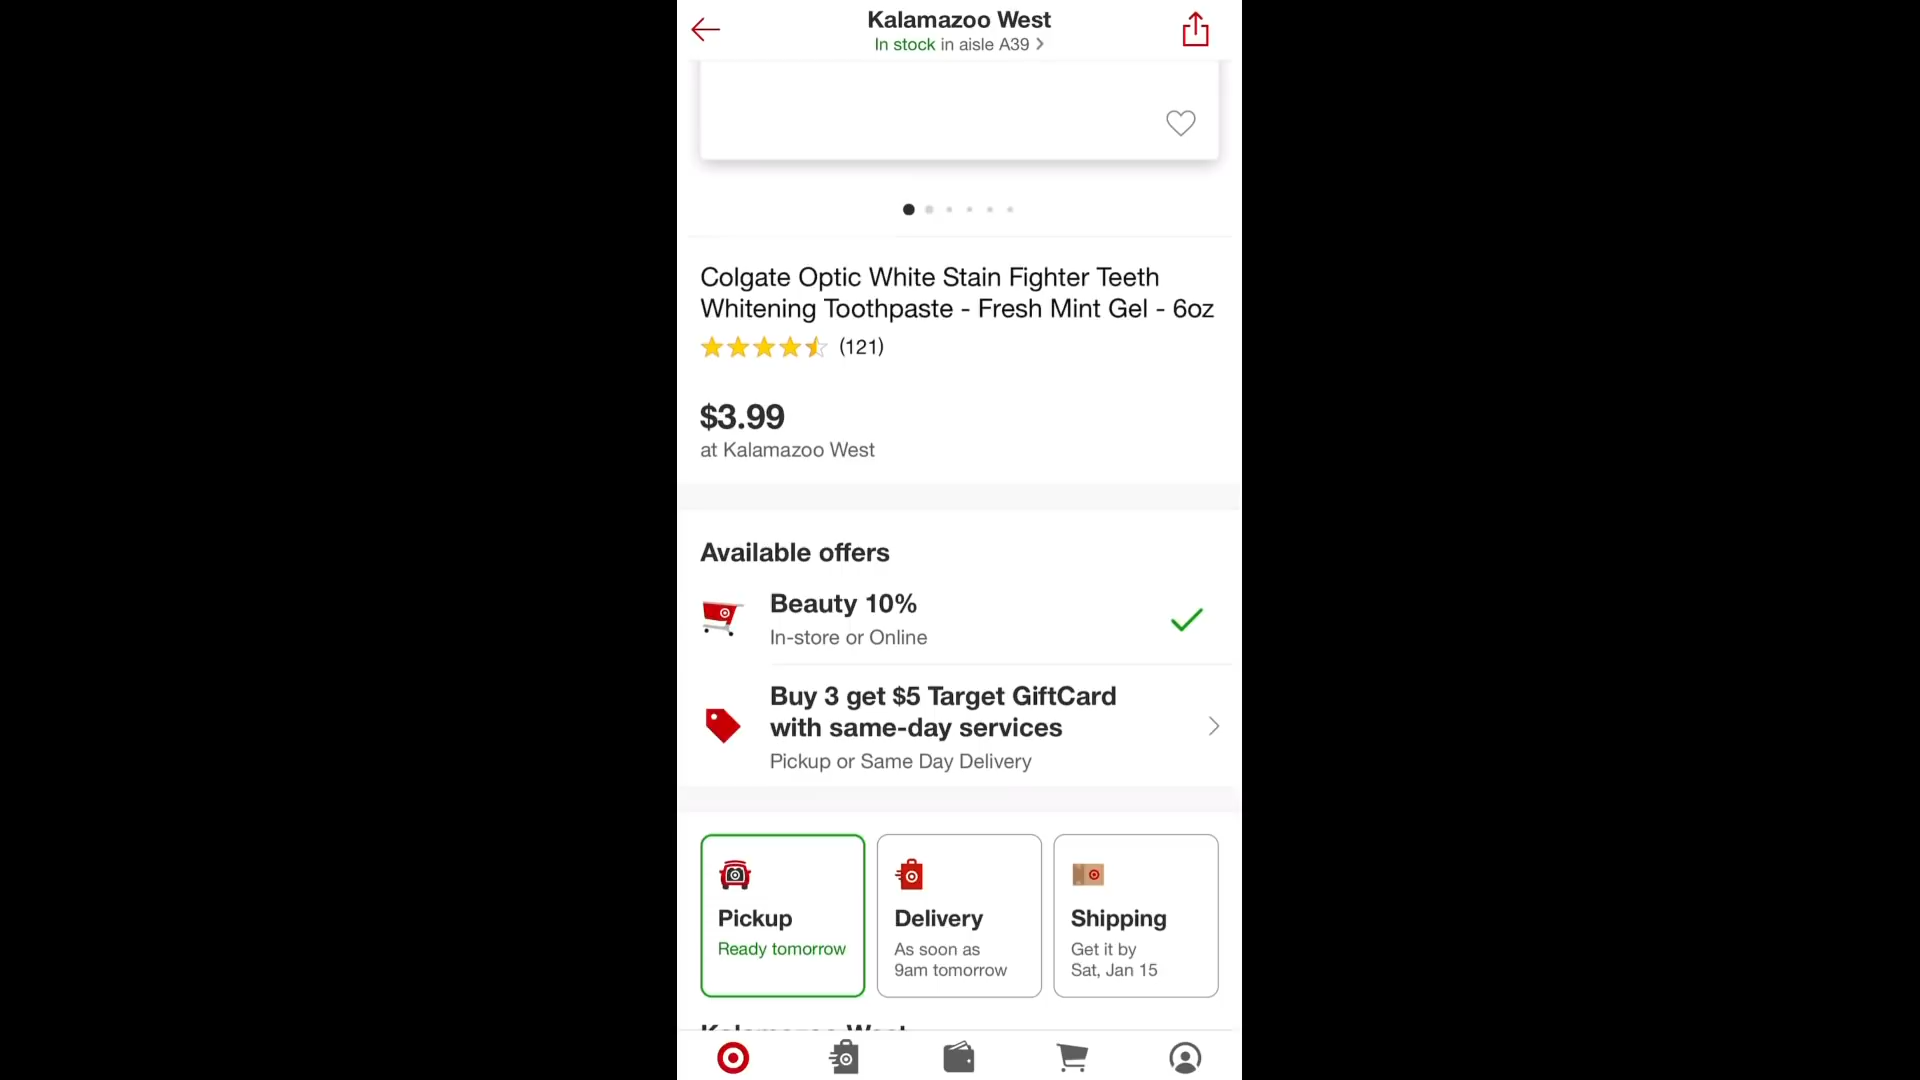 Kalamazoo West
In stock in aisle A39
Colgate Optic White Stain Fighter Teeth
Whitening Toothpaste - Fresh Mint Gel - 6oz
(121)
$3.99
at Kalamazoo West
Available offers
Beauty 10%
In-store or Online
Buy 3 get $5 Target GiftCard
with same-day services
Pickup or Same Day Delivery
Pickup
Ready tomorrow
Delivery
As soon as
9am tomorrow
Shipping
Get it by
Sat, Jan 15
Kalamazoo West